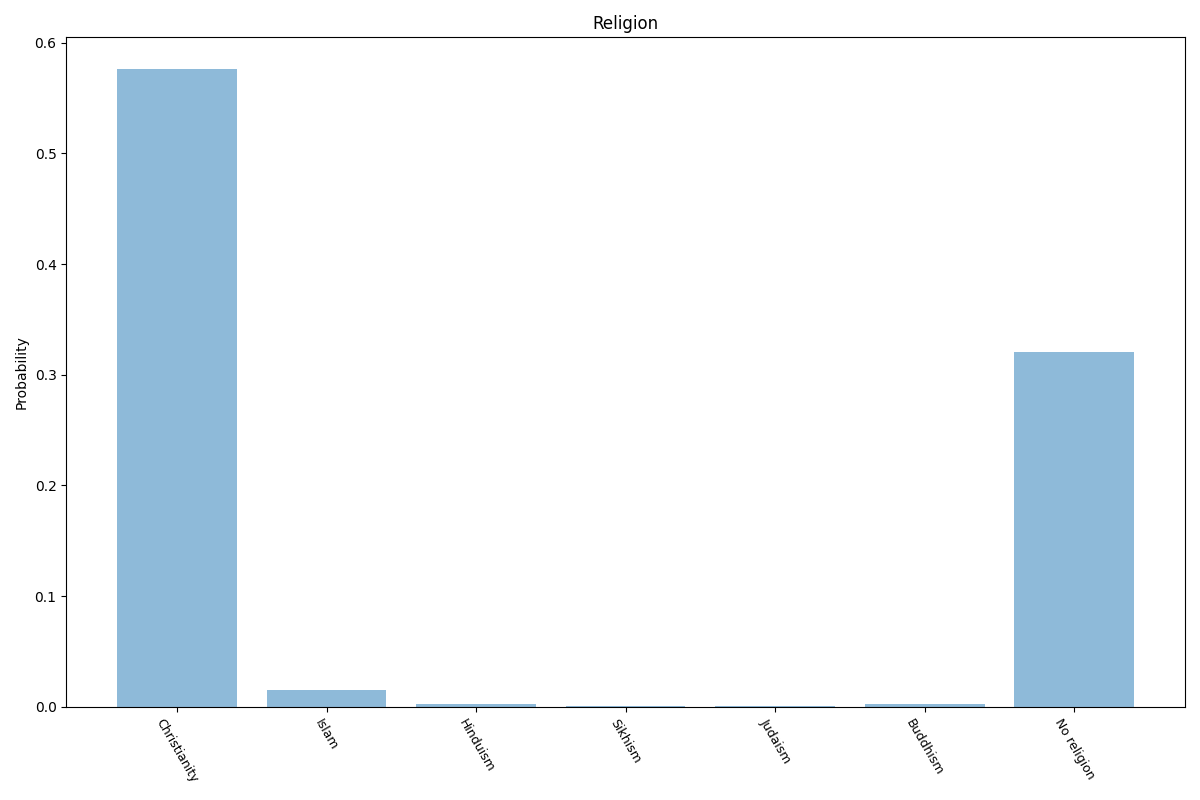 Religion
0.6
0.5
0.4
0.3
0.2
0.1
0.0
Probability
Christianity
Islam
Hinduism
Sikhism
Judaism
Buddhism
No religion